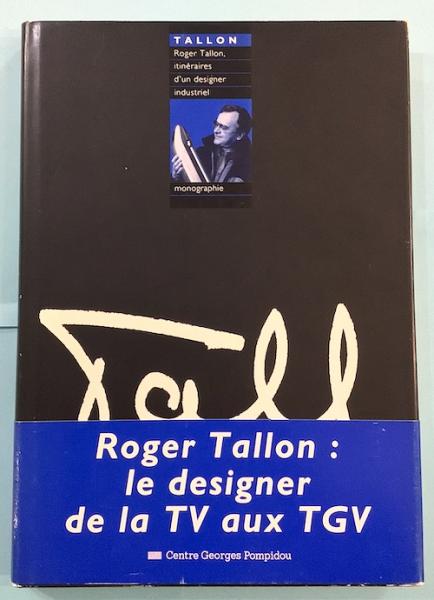 TALLON
Roger Tallon,
itinéraires
d'un designer
industriel
monographie
Tall
Roger Tallon :
le designer
de la TV aux TGV
Centre Georges Pompidou